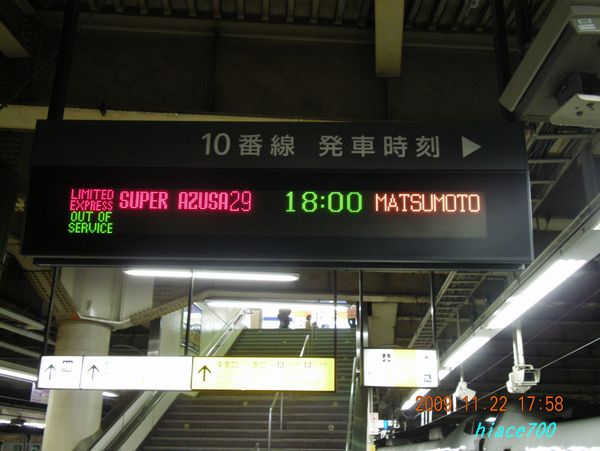 10番線 発車時刻
LIMITED EXPRESS SUPER AZUSA29 18:00 MATSUMOTO
OUT OF SERVICE
2009.11.22 17:58
hiace700